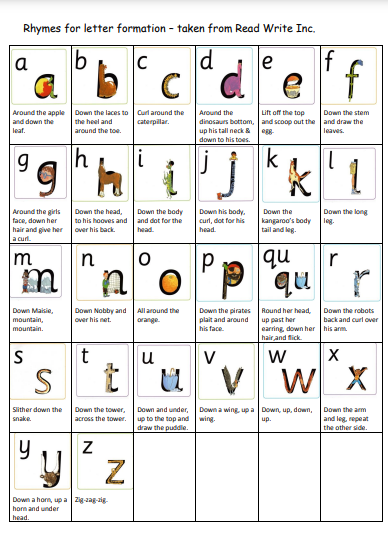 Rhymes for letter formation – taken from Read Write Inc.
a b c d e f
Around the apple
and down the
leaf.
Down the laces to
the heel and
around the toe.
Curl around the
caterpillar.
Around the
dinosaurs bottom,
up his tall neck &
down to his toes.
Lift off the top
and scoop out the
egg.
Down the stem
and draw the
leaves.
g h i j k l
Around the girls
face, down her
hair and give her
a curl.
Down the head,
to his hooves and
over his back.
Down the body
and dot for the
head.
Down his body,
curl, dot for his
head.
Down the
kangaroo's body
tail and leg.
Down the long
leg.
m n o p qu r
Down Maisie,
mountain,
mountain.
Down Nobby and
over his net.
All around the
orange.
Down the pirates
plait and around
his face.
Round her head,
up past her
earring, down her
hair,and flick.
Down the robots
back and curl over
his arm.
s t u v w x
Slither down the
snake.
Down the tower,
across the tower.
Down and under,
up to the top and
draw the puddle.
Down a wing, up a
wing.
Down, up, down,
up.
Down the arm
and leg, repeat
the other side.
y z
Down a horn, up a
horn and under
head.
Zig-zag-zig.